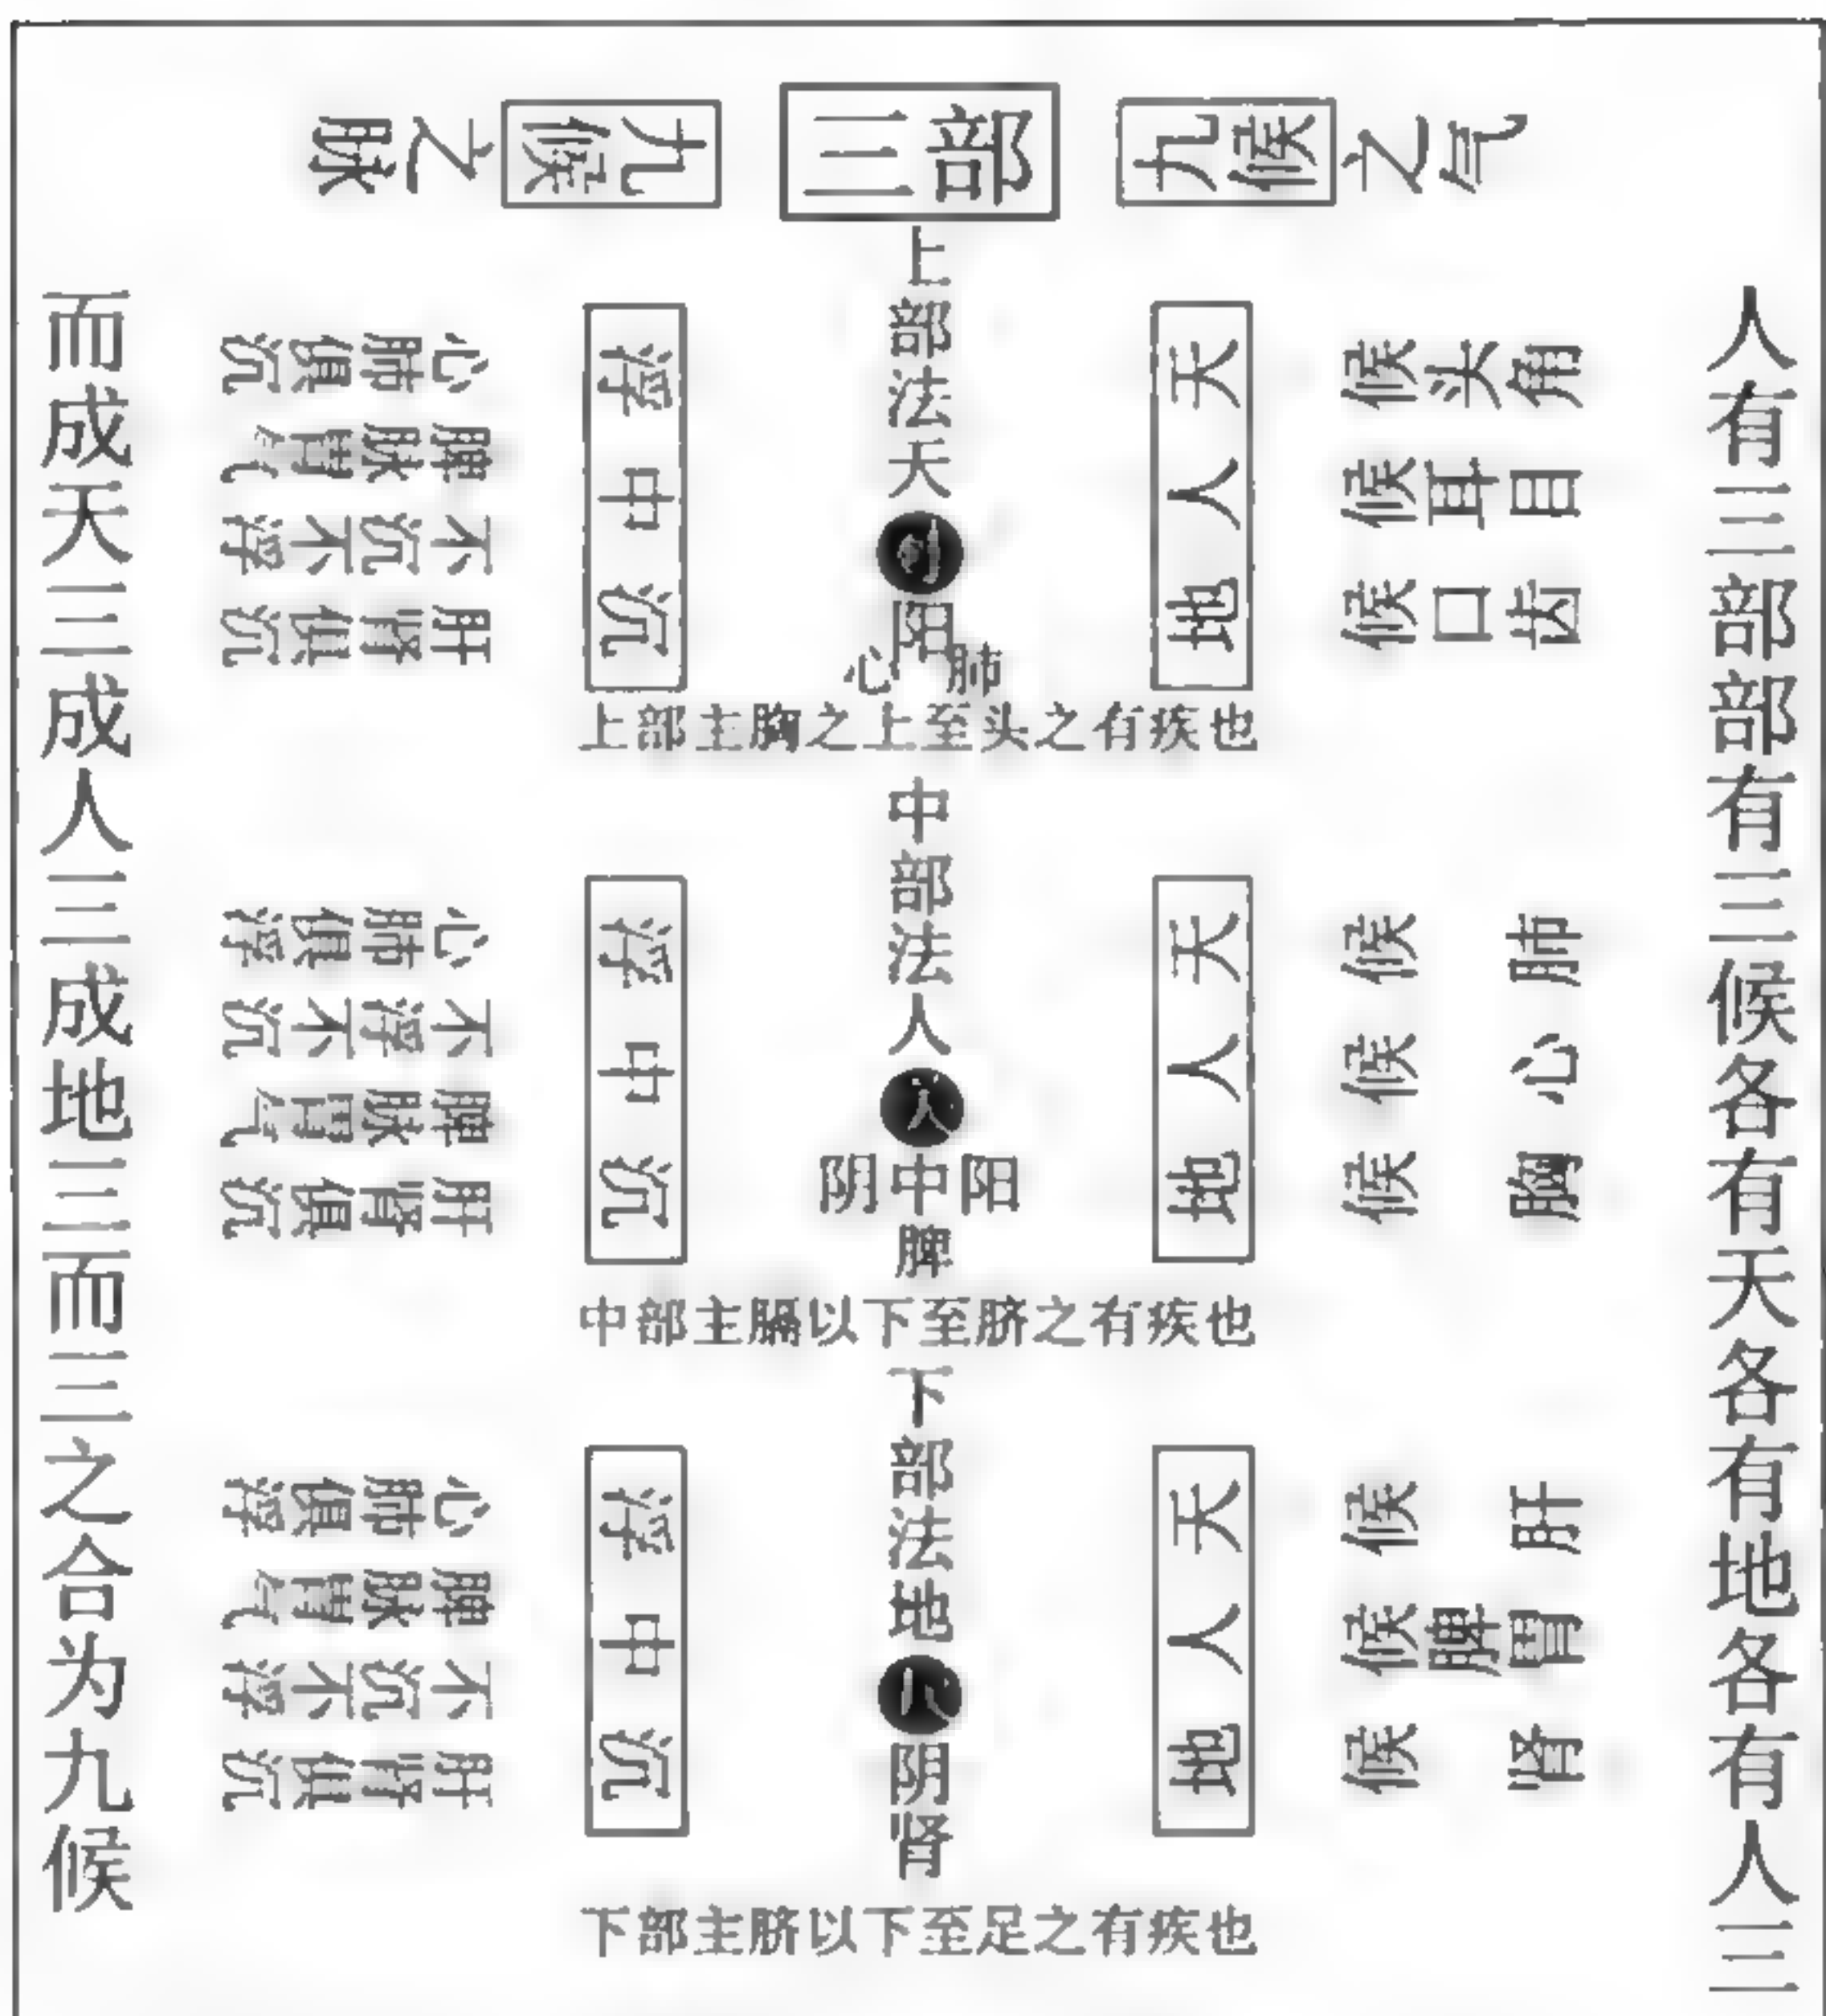 三部
九候之气
九候之脉
人有三部部有三候各有天各有地各有人三
上部法天
阳
心 肺
天 人 地
候头角
候耳目
候口齿
浮 中 沉
心肺俱沉
脾脉胃气
不沉不浮
肝肾俱沉
上部主胸之上至头之有疾也
中部法人
阴中阳
脾
天 人 地
候肺
候心
候胸
浮 中 沉
心肺俱浮
不浮不沉
脾脉胃气
肝肾俱沉
中部主膈以下至脐之有疾也
下部法地
阴
肾
天 人 地
候肝
候脾胃
候肾
浮 中 沉
心肺俱浮
脾脉胃气
不沉不浮
肝肾俱沉
下部主脐以下至足之有疾也
而成天三成人三成地三而三之合为九候